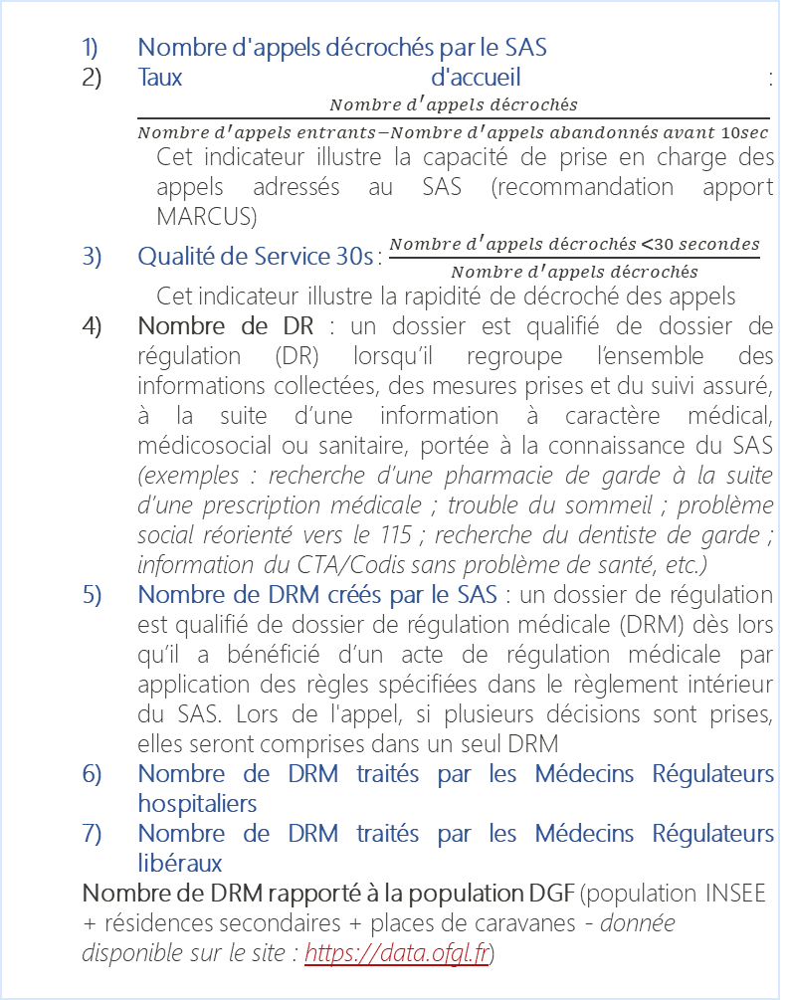 1) Nombre d'appels décrochés par le SAS
2) Taux d'accueil :
Nombre d′appels décrochés
Nombre d′appels entrants−Nombre d′appels abandonnés avant 10sec
Cet indicateur illustre la capacité de prise en charge des
appels adressés au SAS (recommandation apport
MARCUS)
3) Qualité de Service 30s : Nombre d′appels décrochés <30 secondes
Nombre d′appels décrochés
Cet indicateur illustre la rapidité de décroché des appels
4) Nombre de DR : un dossier est qualifié de dossier de
régulation (DR) lorsqu’il regroupe l’ensemble des
informations collectées, des mesures prises et du suivi assuré,
à la suite d’une information à caractère médical,
médicosocial ou sanitaire, portée à la connaissance du SAS
(exemples : recherche d’une pharmacie de garde à la suite
d’une prescription médicale ; trouble du sommeil ; problème
social réorienté vers le 115 ; recherche du dentiste de garde ;
information du CTA/Codis sans problème de santé, etc.)
5) Nombre de DRM créés par le SAS : un dossier de régulation
est qualifié de dossier de régulation médicale (DRM) dès lors
qu’il a bénéficié d’un acte de régulation médicale par
application des règles spécifiées dans le règlement intérieur
du SAS. Lors de l'appel, si plusieurs décisions sont prises,
elles seront comprises dans un seul DRM
6) Nombre de DRM traités par les Médecins Régulateurs
hospitaliers
7) Nombre de DRM traités par les Médecins Régulateurs
libéraux
Nombre de DRM rapporté à la population DGF (population INSEE
+ résidences secondaires + places de caravanes - donnée
disponible sur le site : https://data.ofgl.fr)